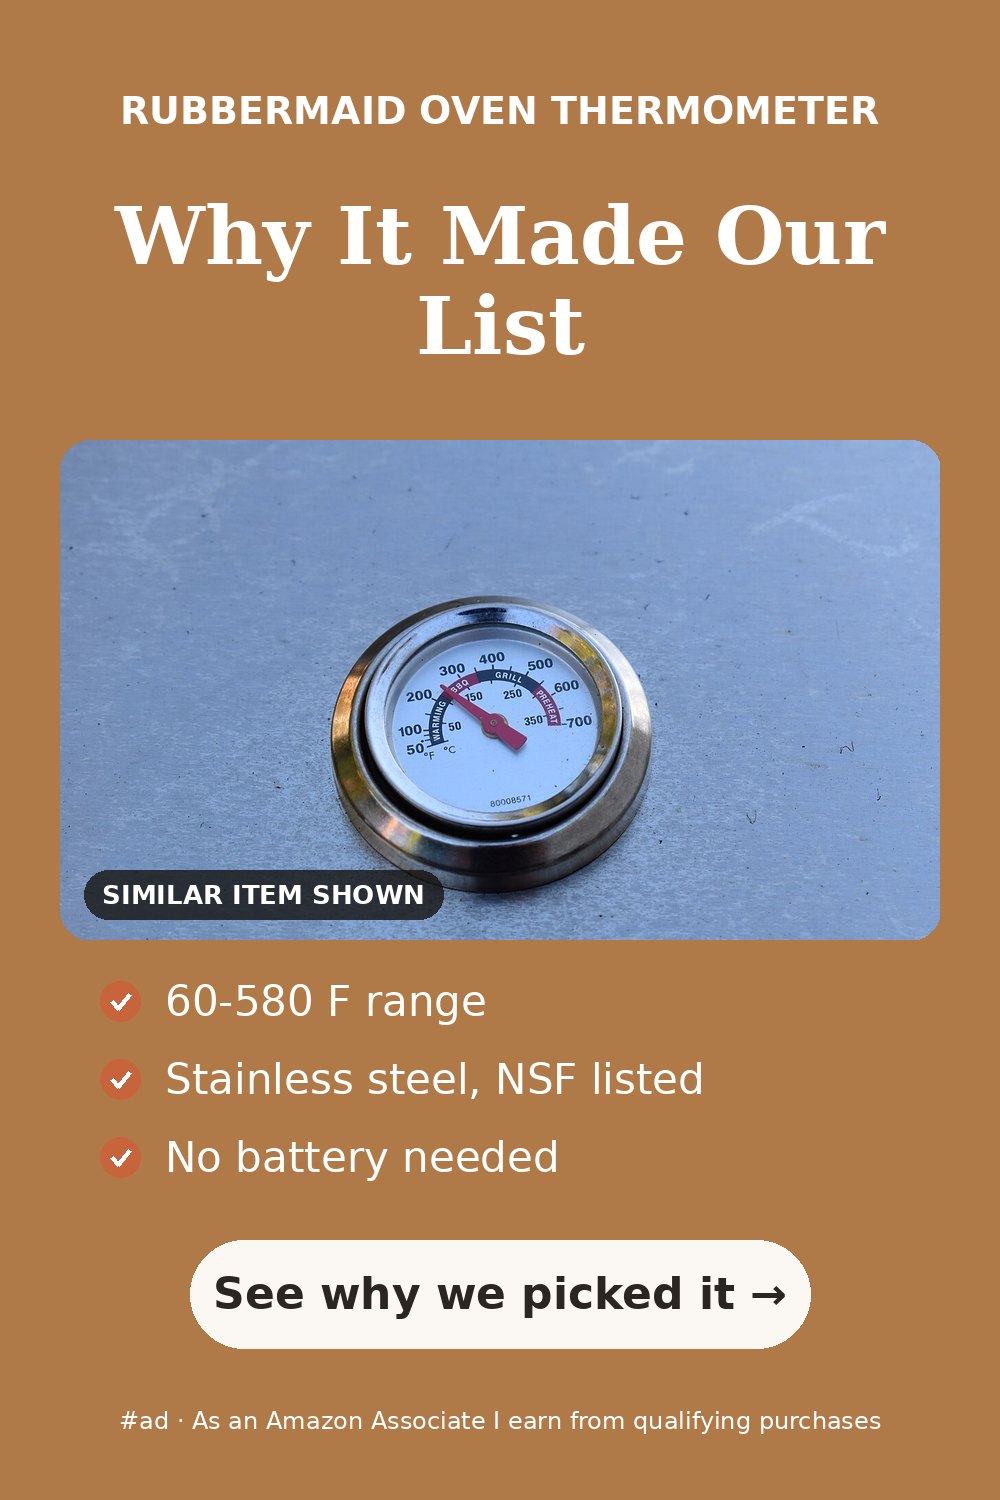 RUBBERMAID OVEN THERMOMETER
Why It Made Our
List
300 400 500
200 600
100 700
50
°F °C
50 150 250 350
WARMING BBQ GRILL PREHEAT
80008571
SIMILAR ITEM SHOWN
60-580 F range
Stainless steel, NSF listed
No battery needed
See why we picked it →
#ad · As an Amazon Associate I earn from qualifying purchases